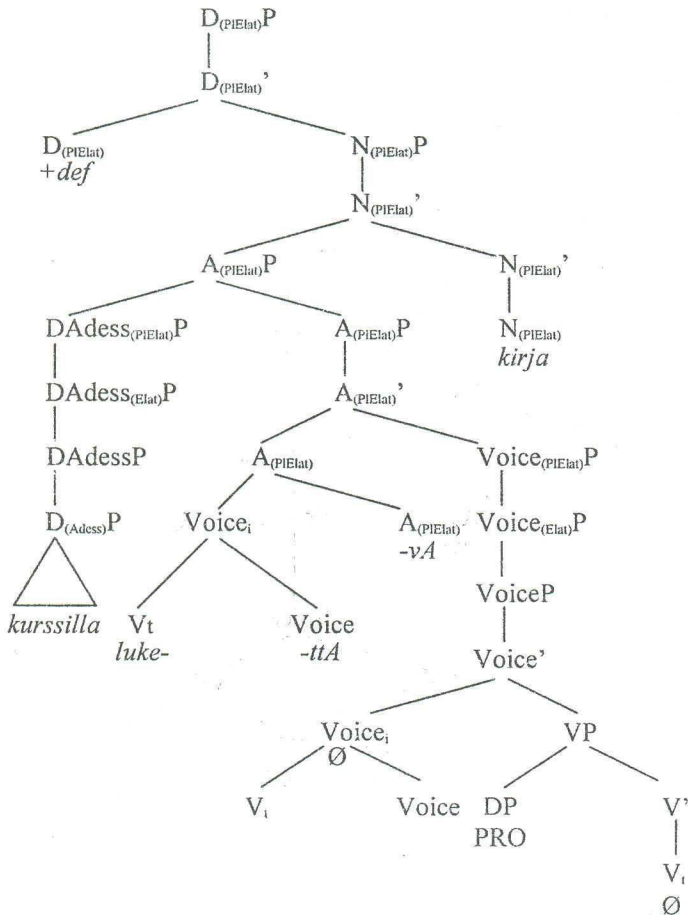 D(PlElat)P
D(PlElat)’
D(PlElat) N(PlElat)P
+def
N(PlElat)’
A(PlElat)P N(PlElat)’
DAdess(PlElat)P A(PlElat)P N(PlElat)
kirja
DAdess(Elat)P A(PlElat)’
DAdessP A(PlElat) Voice(PlElat)P
D(Adess)P Voicei A(PlElat) Voice(Elat)P
-vA
VoiceP
kurssilla Vt Voice
luke- -ttA
Voice’
Voicei VP
Ø
Vt Voice DP V’
PRO
Vt
Ø